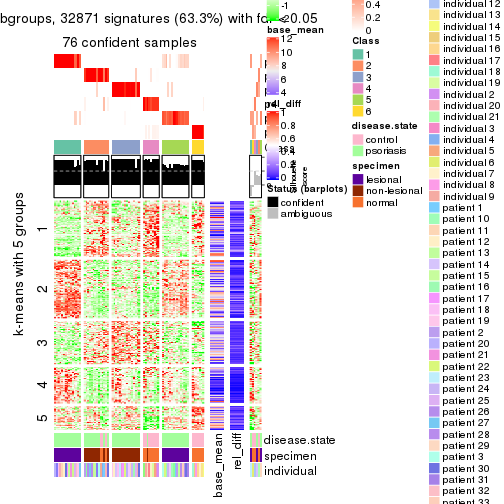 bgroups, 32871 signatures (63.3%) with fdr < 0.05
76 confident samples
k-means with 5 groups
1
2
3
4
5
disease.state
specimen
individual
base_mean
rel_diff
-1
-2
base_mean
12
10
8
6
4
rel_diff
1
0.8
0.6
0.4
0.2
0
silhouette
score
Status (barplots)
confident
ambiguous
0.4
0.2
0
Class
1
2
3
4
5
6
disease.state
control
psoriasis
specimen
lesional
non-lesional
normal
individual 12
individual 13
individual 14
individual 15
individual 16
individual 17
individual 18
individual 19
individual 2
individual 20
individual 21
individual 3
individual 4
individual 5
individual 6
individual 7
individual 8
individual 9
patient 1
patient 10
patient 11
patient 12
patient 13
patient 14
patient 15
patient 16
patient 17
patient 18
patient 19
patient 2
patient 20
patient 21
patient 22
patient 23
patient 24
patient 25
patient 26
patient 27
patient 28
patient 29
patient 3
patient 30
patient 31
patient 32
patient 33